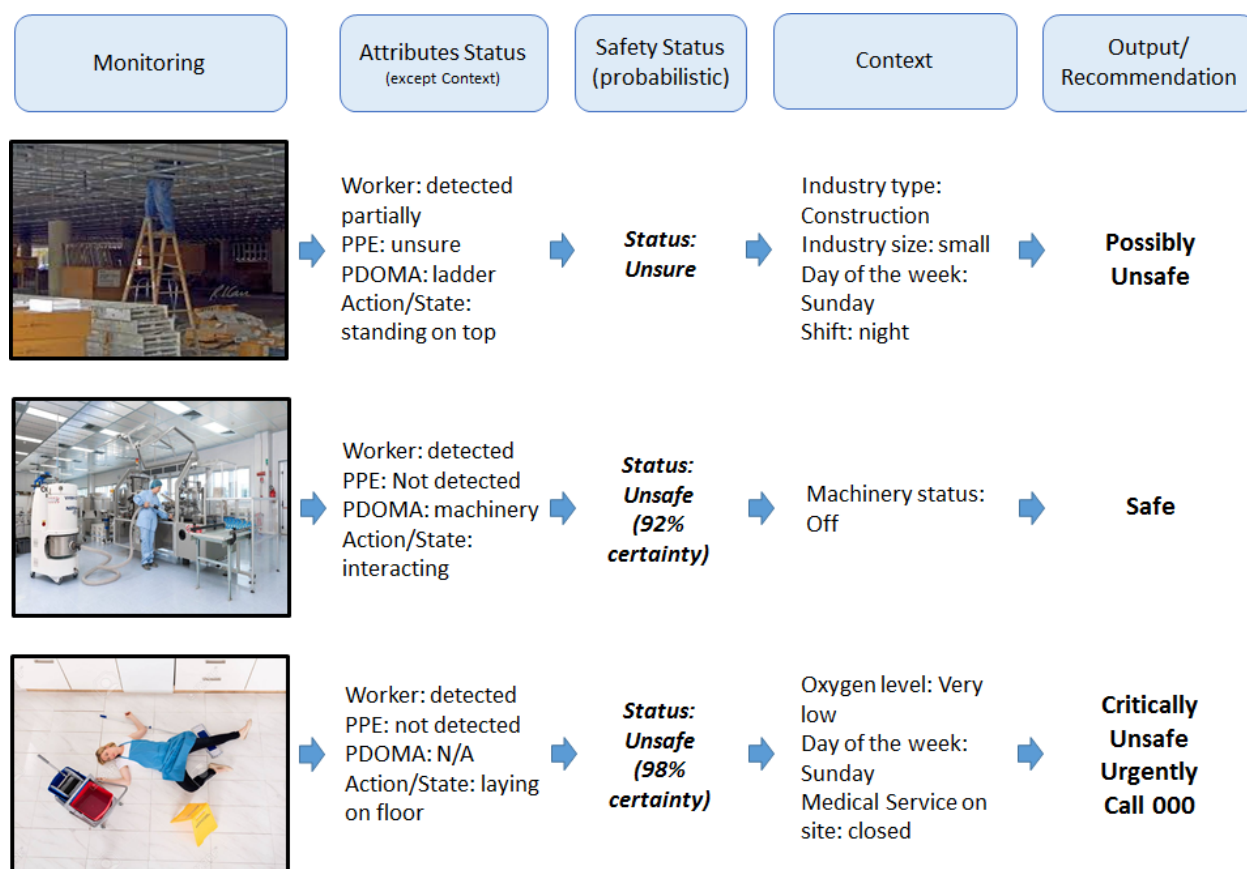 Monitoring
Attributes Status
(except Context)
Safety Status
(probabilistic)
Context
Output/
Recommendation
Worker: detected
partially
PPE: unsure
PDOMA: ladder
Action/State:
standing on top
Status:
Unsure
Industry type:
Construction
Industry size: small
Day of the week:
Sunday
Shift: night
Possibly
Unsafe
Worker: detected
PPE: Not detected
PDOMA: machinery
Action/State:
interacting
Status:
Unsafe
(92%
certainty)
Machinery status:
Off
Safe
Worker: detected
PPE: not detected
PDOMA: N/A
Action/State: laying
on floor
Status:
Unsafe
(98%
certainty)
Oxygen level: Very
low
Day of the week:
Sunday
Medical Service on
site: closed
Critically
Unsafe
Urgently
Call 000